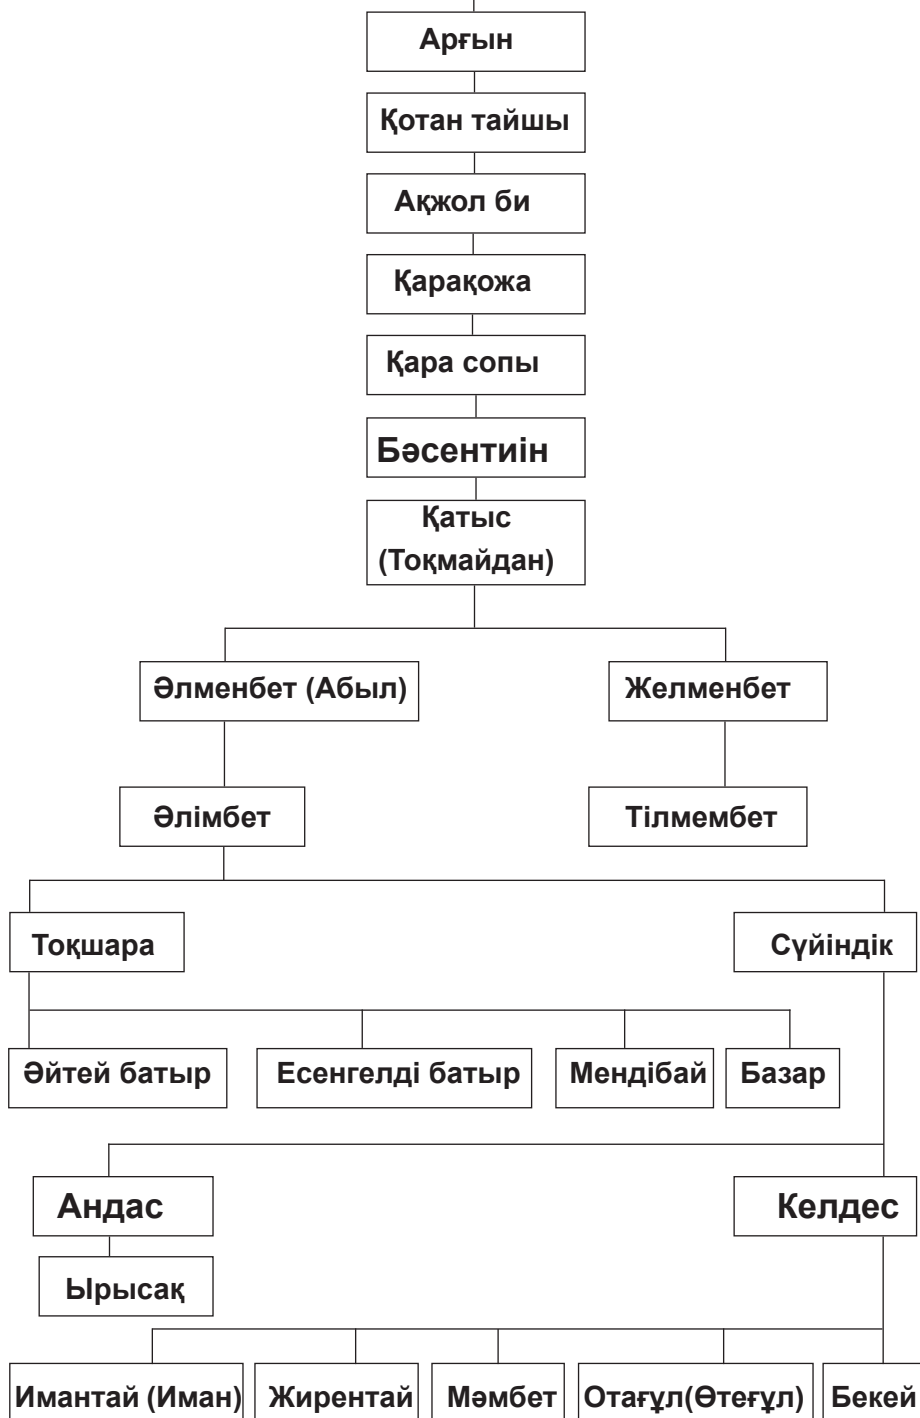 Арғын
Қотан тайшы
Ақжол би
Қарақожа
Қара сопы
Бәсентиін
Қатыс
(Тоқмайдан)
Әлменбет (Абыл)
Желменбет
Әлімбет
Тілмембет
Тоқшара
Сүйіндік
Әйтей батыр
Есенгелді батыр
Мендібай
Базар
Андас
Келдес
Ырысақ
Имантай (Иман)
Жирентай
Мәмбет
Отағұл(Өтеғұл)
Бекей